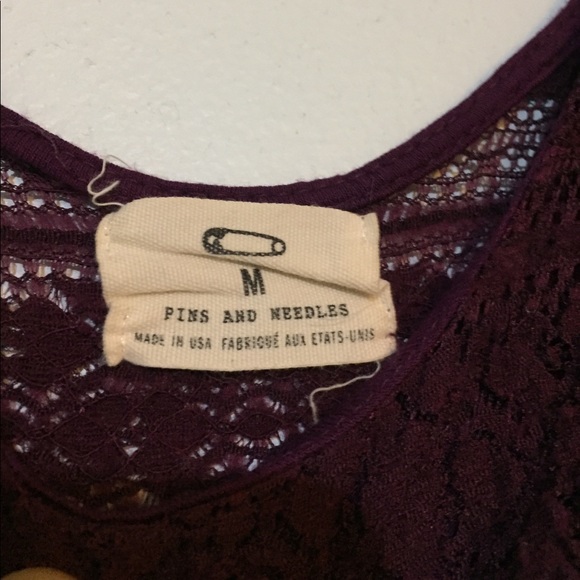 M
PINS AND NEEDLES
MADE IN USA FABRIQUÉ AUX ETATS-UNIS